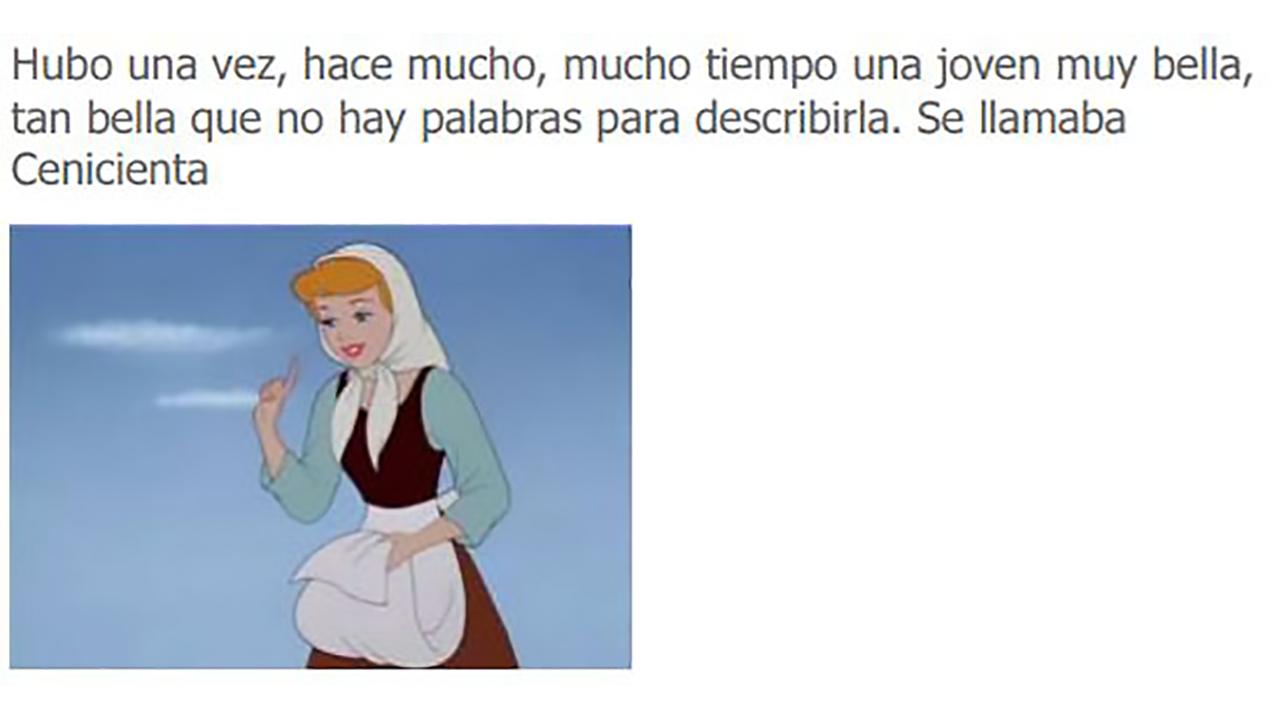 Hubo una vez, hace mucho, mucho tiempo una joven muy bella,
tan bella que no hay palabras para describirla. Se llamaba
Cenicienta